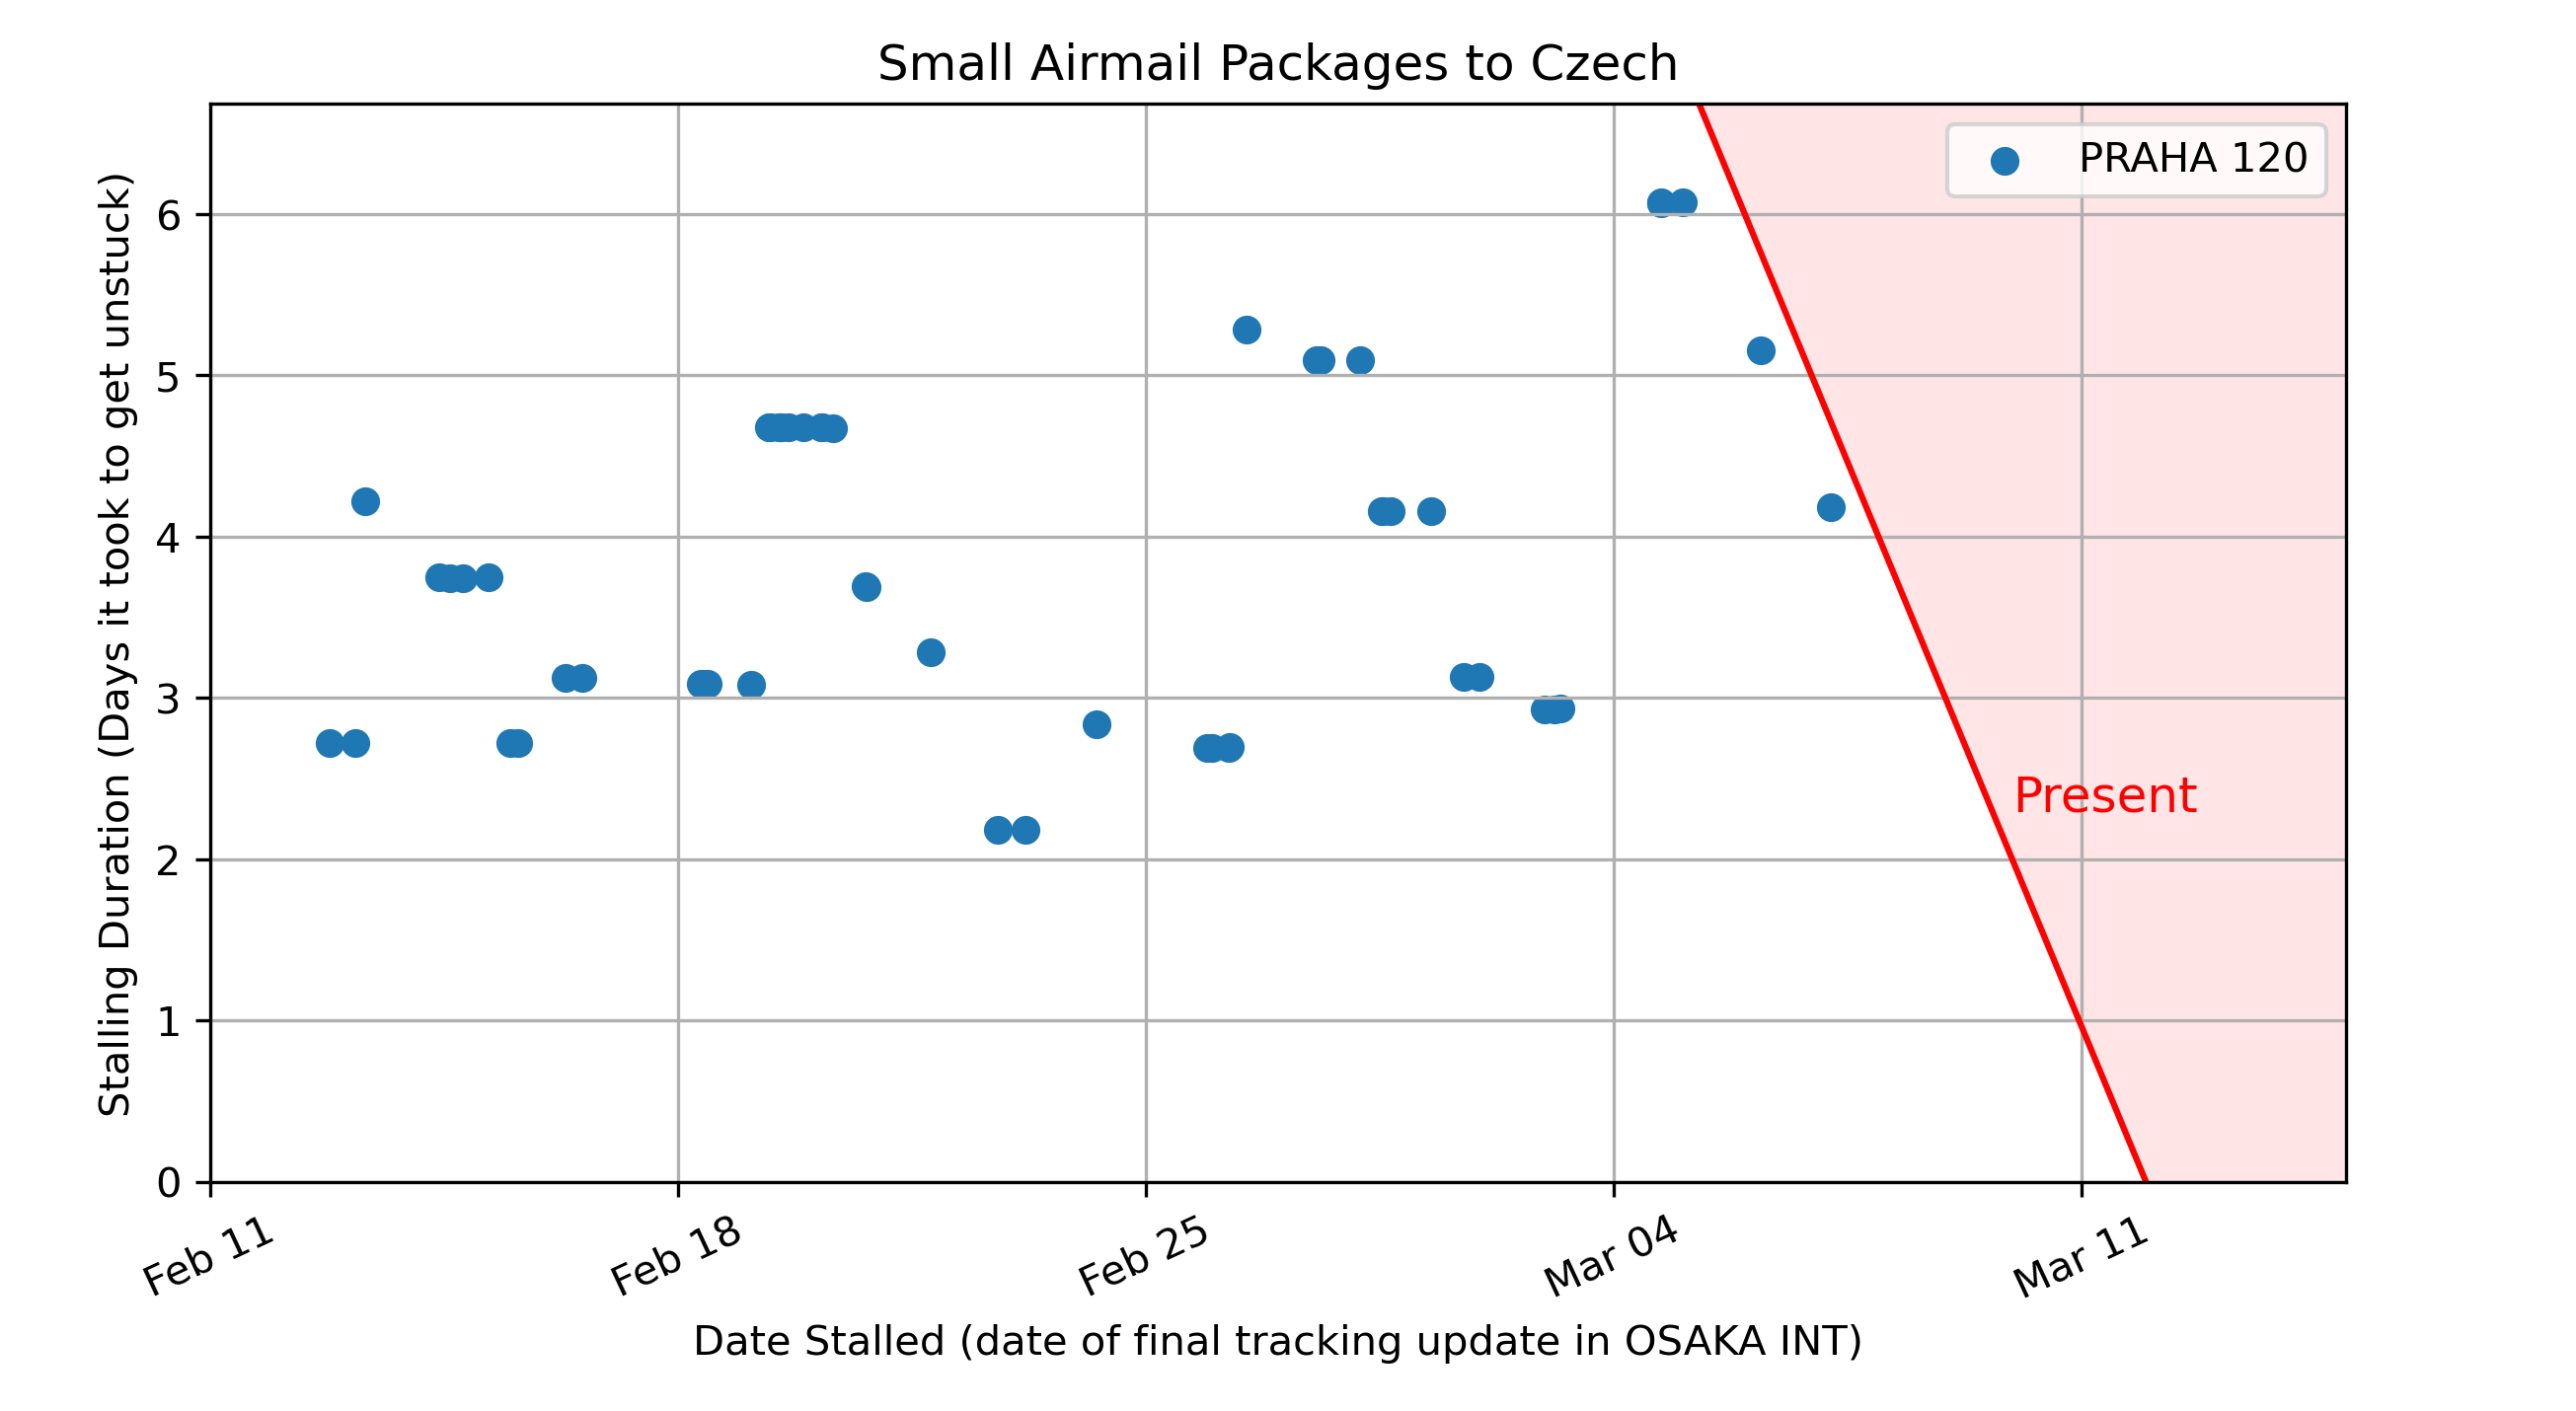 Small Airmail Packages to Czech
PRAHA 120
Stalling Duration (Days it took to get unstuck)
6
5
4
3
2
1
0
Present
Feb 11
Feb 18
Feb 25
Mar 04
Mar 11
Date Stalled (date of final tracking update in OSAKA INT)